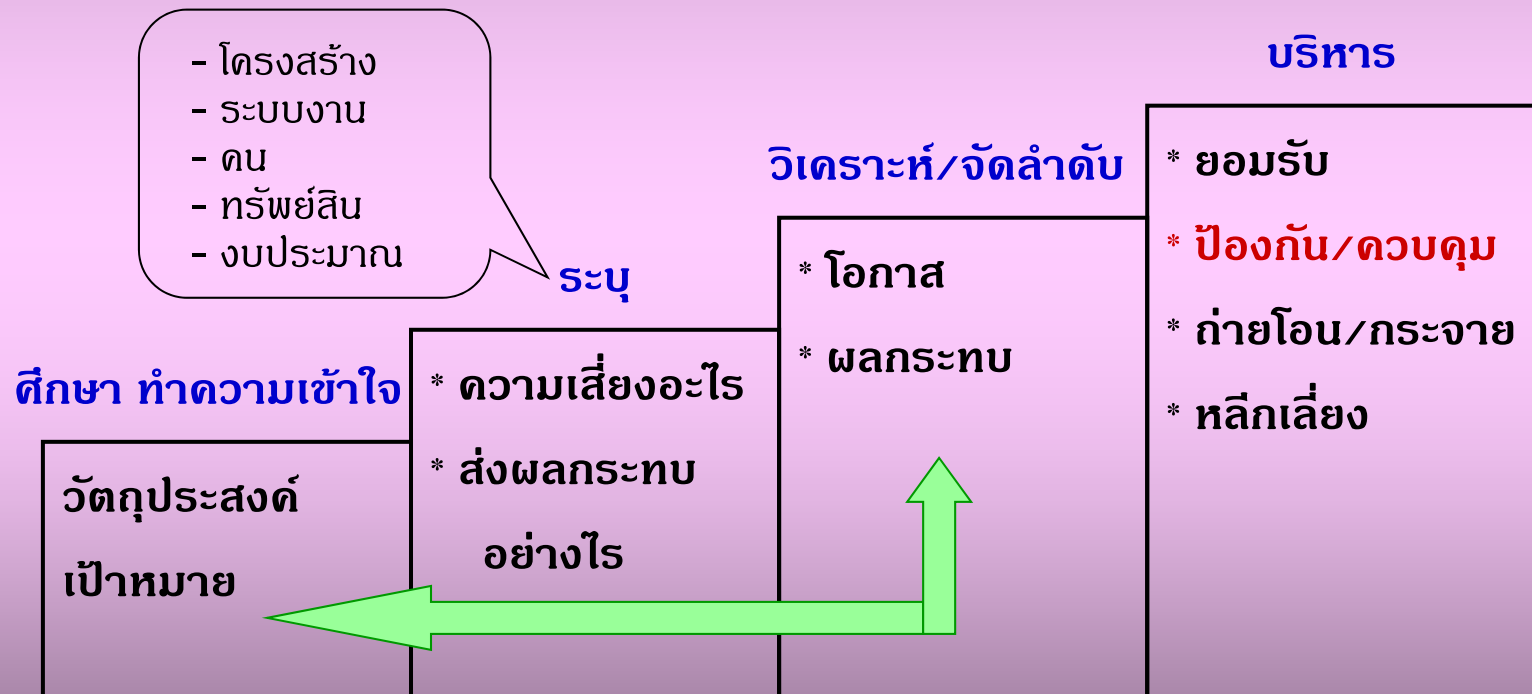 - โครงสร้าง
- ระบบงาน
- คน
- ทรัพย์สิน
- งบประมาณ
ศึกษา ทำความเข้าใจ
วัตถุประสงค์
เป้าหมาย
ระบุ
* ความเสี่ยงอะไร
* ส่งผลกระทบ
อย่างไร
วิเคราะห์/จัดลำดับ
* โอกาส
* ผลกระทบ
บริหาร
* ยอมรับ
* ป้องกัน/ควบคุม
* ถ่ายโอน/กระจาย
* หลีกเลี่ยง